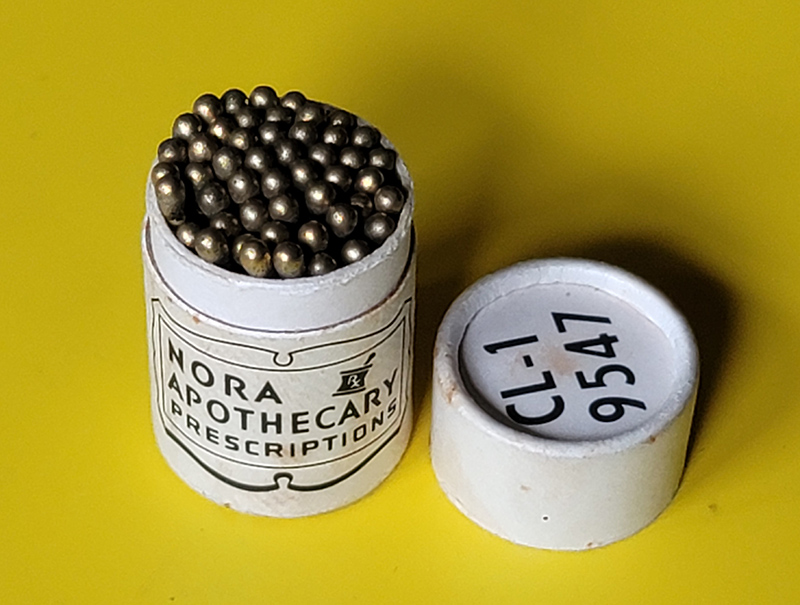 NORA
℞
APOTHECARY
PRESCRIPTIONS
CL-1
9547